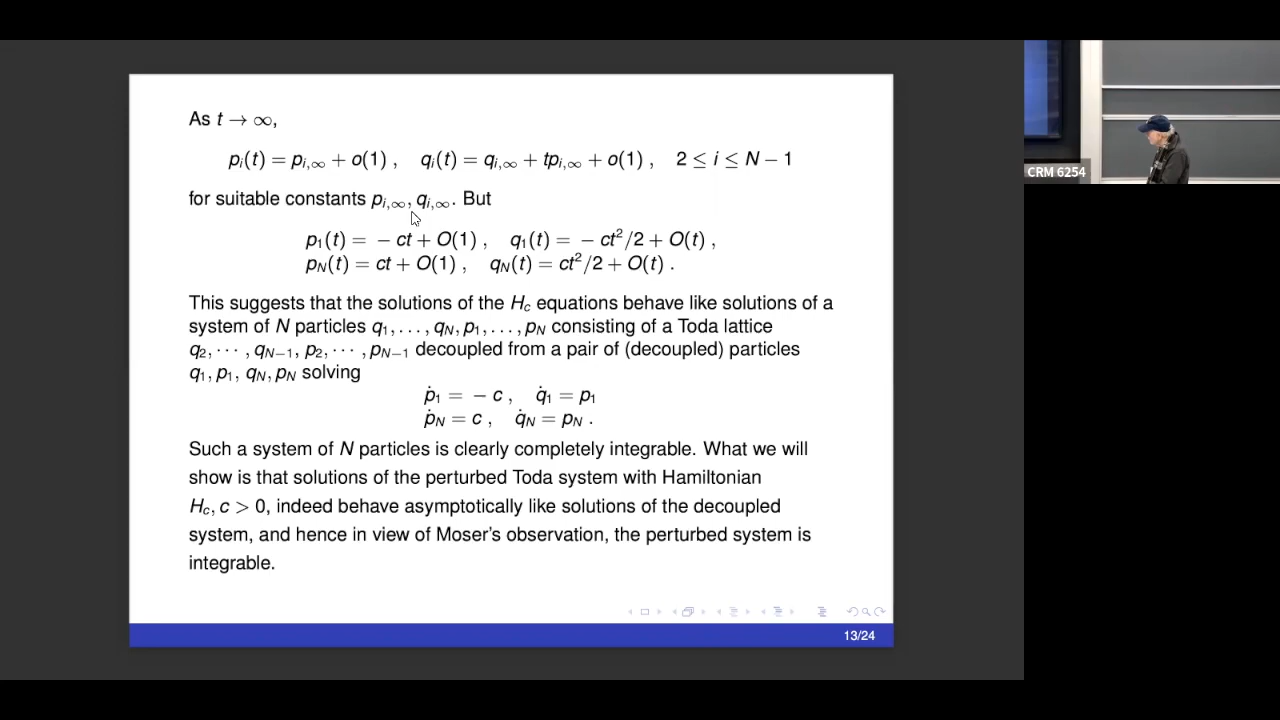 As t → ∞,
pᵢ(t) = pᵢ,∞ + o(1) ,   qᵢ(t) = qᵢ,∞ + tpᵢ,∞ + o(1) ,   2 ≤ i ≤ N − 1
for suitable constants pᵢ,∞, qᵢ,∞. But
p₁(t) = − ct + O(1) ,   q₁(t) = − ct²/2 + O(t) ,
p_N(t) = ct + O(1) ,   q_N(t) = ct²/2 + O(t) .
This suggests that the solutions of the H_c equations behave like solutions of a
system of N particles q₁, . . . , q_N, p₁, . . . , p_N consisting of a Toda lattice
q₂, ⋯ , q_{N−1}, p₂, ⋯ , p_{N−1} decoupled from a pair of (decoupled) particles
q₁, p₁, q_N, p_N solving
ṗ₁ = − c ,   q̇₁ = p₁
ṗ_N = c ,   q̇_N = p_N .
Such a system of N particles is clearly completely integrable. What we will
show is that solutions of the perturbed Toda system with Hamiltonian
H_c, c > 0, indeed behave asymptotically like solutions of the decoupled
system, and hence in view of Moser's observation, the perturbed system is
integrable.
13/24
CRM 6254